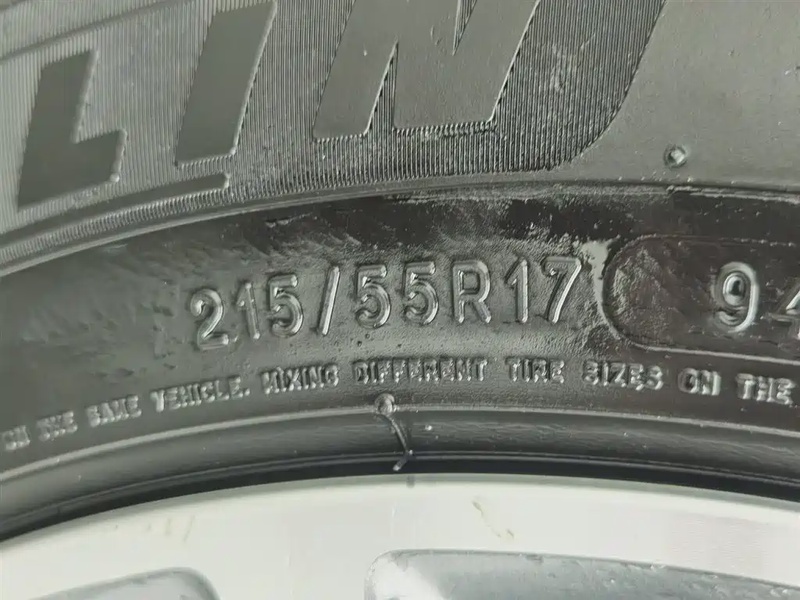 LIN
215/55R17 94
ON THE SAME VEHICLE. MIXING DIFFERENT TIRE SIZES ON THE